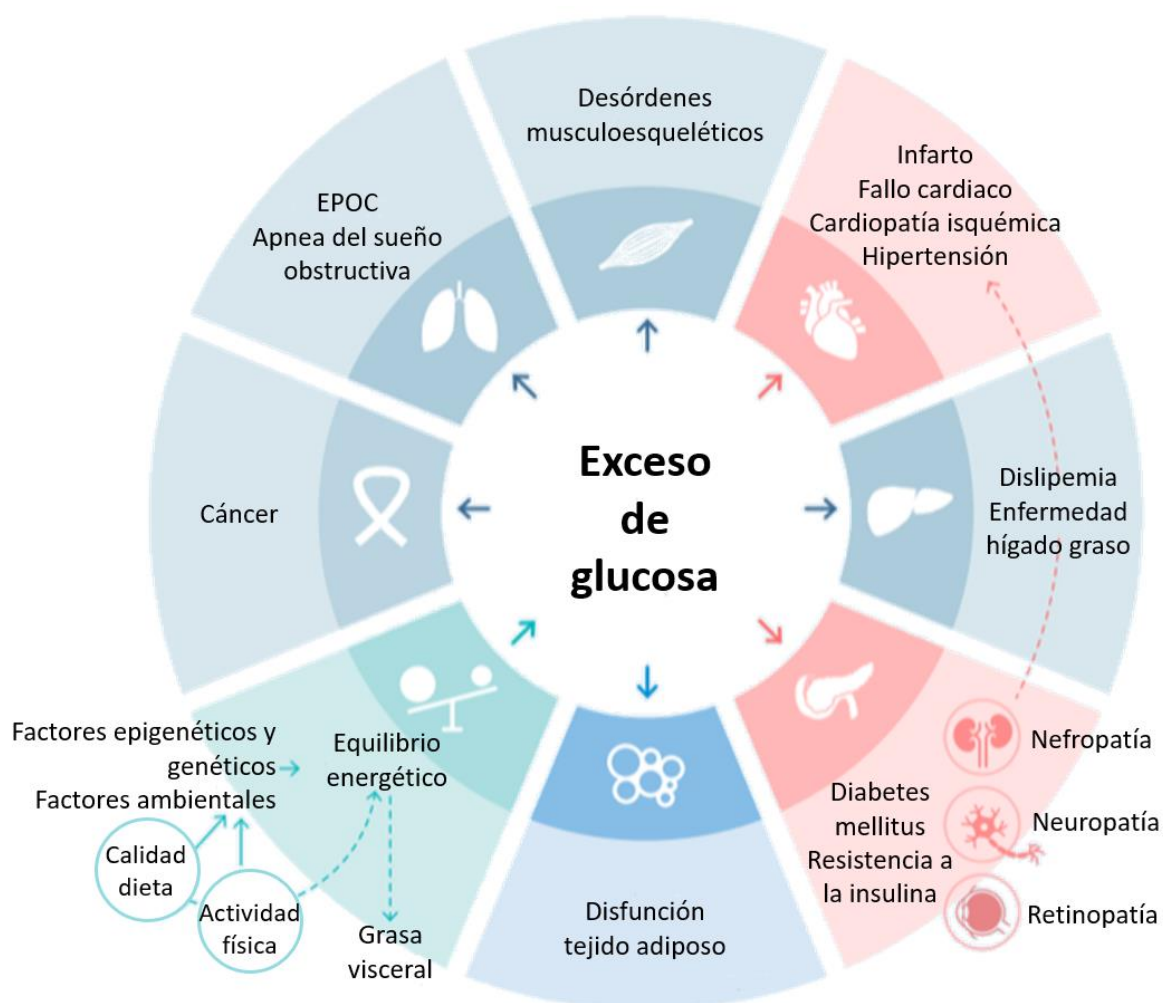 Desórdenes
musculoesqueléticos
Infarto
Fallo cardiaco
Cardiopatía isquémica
Hipertensión
EPOC
Apnea del sueño
obstructiva
Exceso
de
glucosa
Dislipemia
Enfermedad
hígado graso
Cáncer
Factores epigenéticos y
genéticos
Factores ambientales
Equilibrio
energético
Calidad
dieta
Actividad
física
Grasa
visceral
Disfunción
tejido adiposo
Diabetes
mellitus
Resistencia a
la insulina
Nefropatía
Neuropatía
Retinopatía